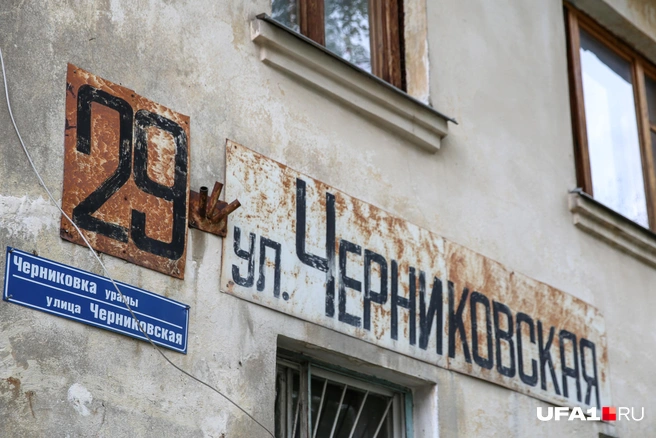 29
ул. Черниковская
Черниковка урамы
улица Черниковская
UFA1.RU